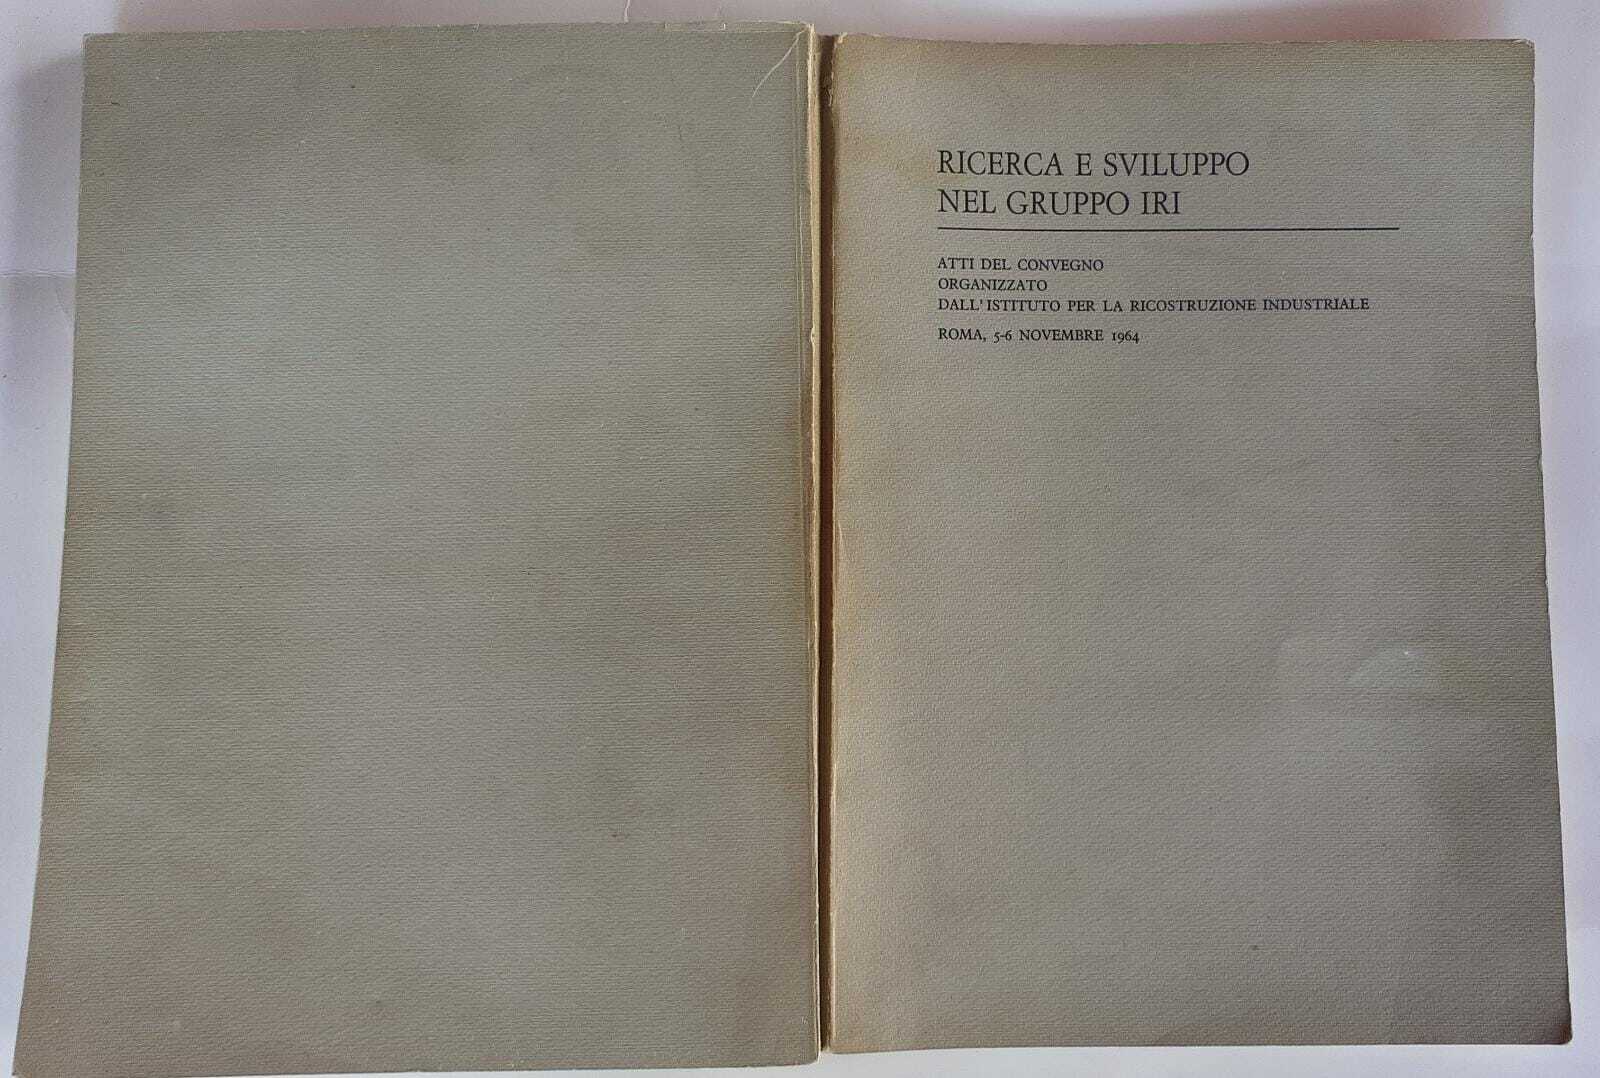 RICERCA E SVILUPPO
NEL GRUPPO IRI
ATTI DEL CONVEGNO
ORGANIZZATO
DALL'ISTITUTO PER LA RICOSTRUZIONE INDUSTRIALE
ROMA, 5-6 NOVEMBRE 1964